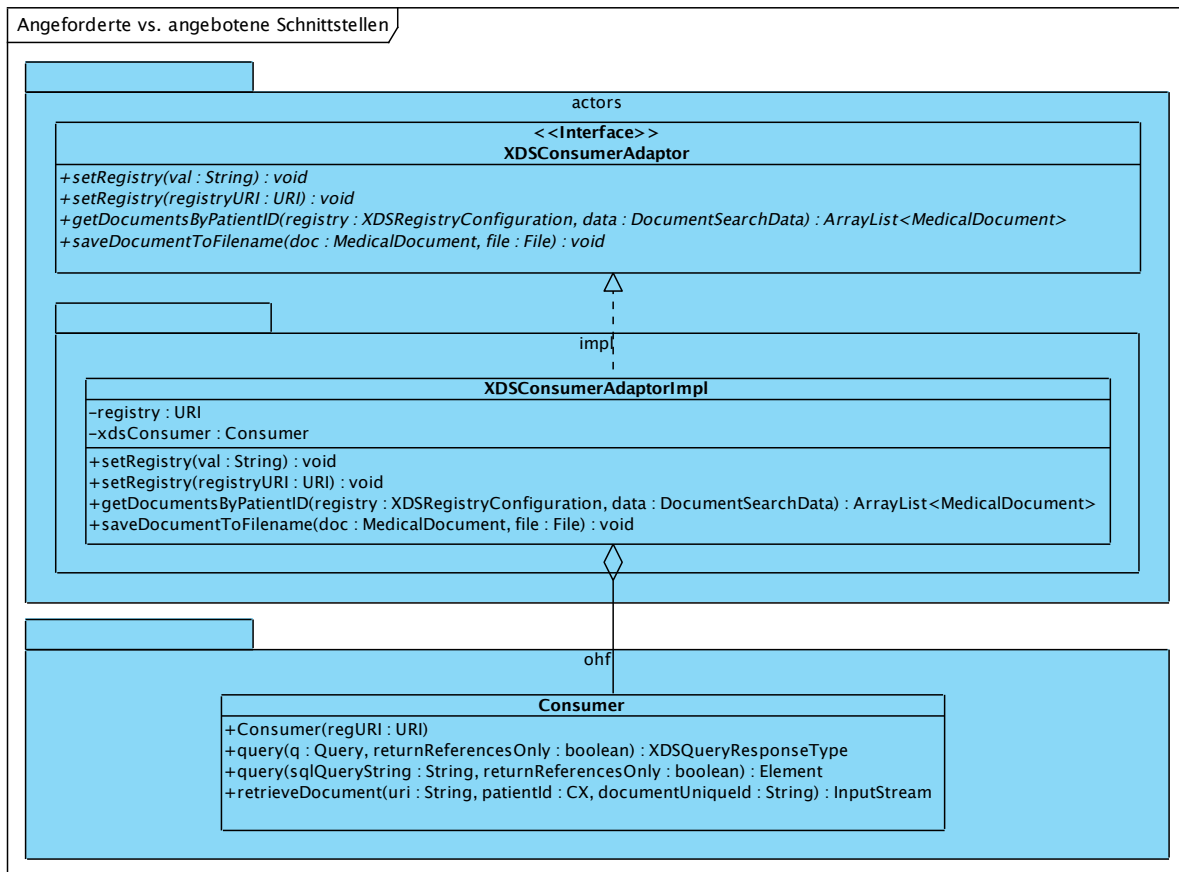 Angeforderte vs. angebotene Schnittstellen
actors
<<Interface>>
XDSConsumerAdaptor
+setRegistry(val : String) : void
+setRegistry(registryURI : URI) : void
+getDocumentsByPatientID(registry : XDSRegistryConfiguration, data : DocumentSearchData) : ArrayList<MedicalDocument>
+saveDocumentToFilename(doc : MedicalDocument, file : File) : void
impl
XDSConsumerAdaptorImpl
-registry : URI
-xdsConsumer : Consumer
+setRegistry(val : String) : void
+setRegistry(registryURI : URI) : void
+getDocumentsByPatientID(registry : XDSRegistryConfiguration, data : DocumentSearchData) : ArrayList<MedicalDocument>
+saveDocumentToFilename(doc : MedicalDocument, file : File) : void
ohf
Consumer
+Consumer(regURI : URI)
+query(q : Query, returnReferencesOnly : boolean) : XDSQueryResponseType
+query(sqlQueryString : String, returnReferencesOnly : boolean) : Element
+retrieveDocument(uri : String, patientId : CX, documentUniqueId : String) : InputStream